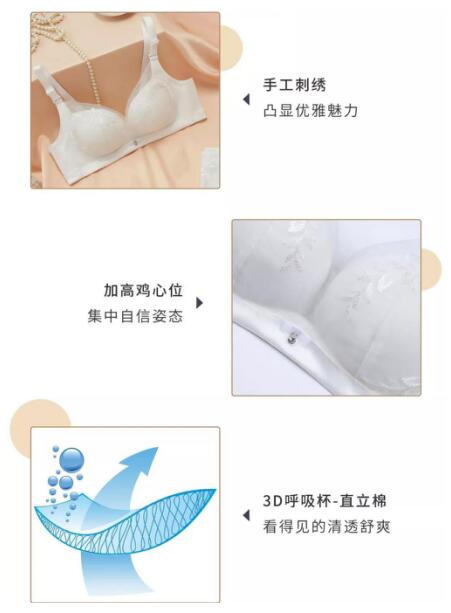 手工刺绣
凸显优雅魅力
加高鸡心位
集中自信姿态
3D呼吸杯-直立棉
看得见的清透舒爽